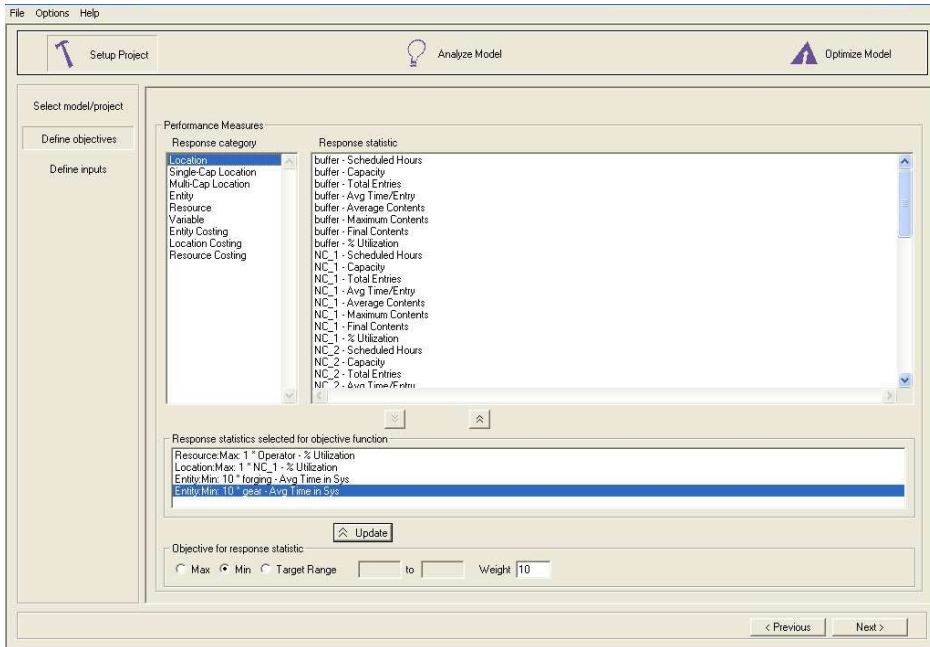 File Options Help
Setup Project
Analyze Model
Optimize Model
Select model/project
Define objectives
Define inputs
Performance Measures
Response category
Location
Single-Cap Location
Multi-Cap Location
Entity
Resource
Variable
Entity Costing
Location Costing
Resource Costing
Response statistic
buffer - Scheduled Hours
buffer - Capacity
buffer - Total Entries
buffer - Avg Time/Entry
buffer - Average Contents
buffer - Maximum Contents
buffer - Final Contents
buffer - % Utilization
NC_1 - Scheduled Hours
NC_1 - Capacity
NC_1 - Total Entries
NC_1 - Avg Time/Entry
NC_1 - Average Contents
NC_1 - Maximum Contents
NC_1 - Final Contents
NC_1 - % Utilization
NC_2 - Scheduled Hours
NC_2 - Capacity
NC_2 - Total Entries
NC_2 - Avg Time/Entry
Response statistics selected for objective function
Resource:Max: 1 * Operator - % Utilization
Location:Max: 1 * NC_1 - % Utilization
Entity:Min: 10 * forging - Avg Time in Sys
Entity:Min: 10 * gear - Avg Time in Sys
Update
Objective for response statistic
Max Min Target Range to Weight 10
< Previous Next >